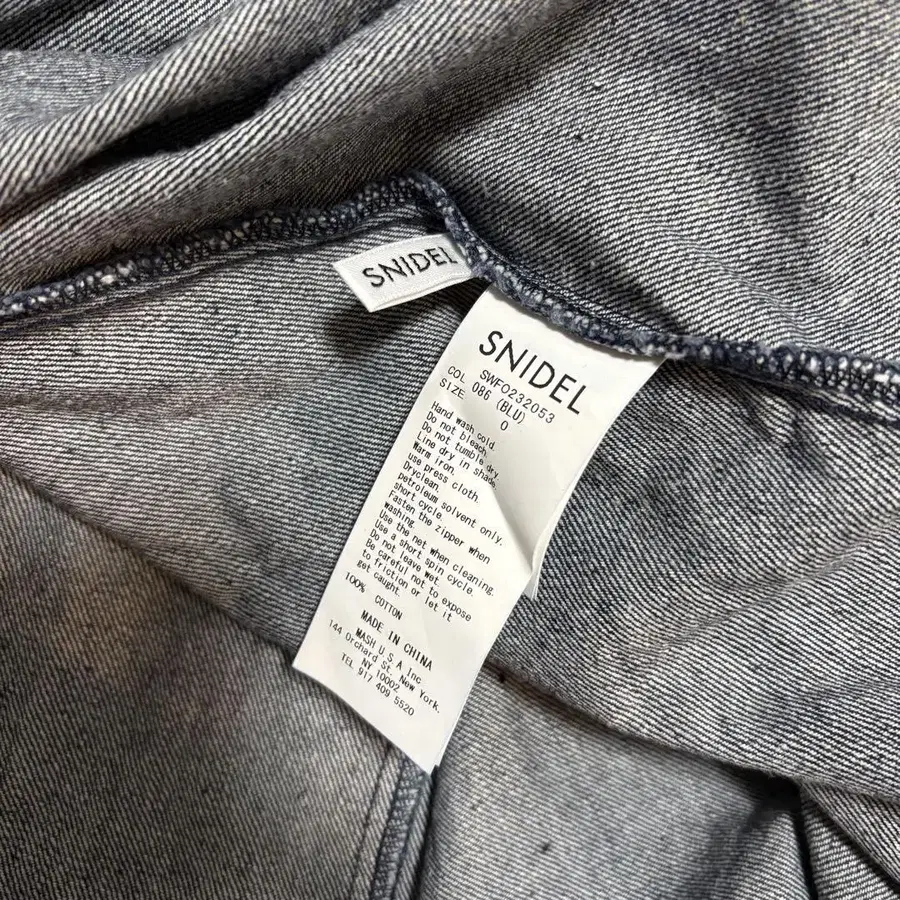 SNIDEL
SNIDEL
SWFO232053
COL 086 (BLU)
SIZE 0
Hand wash cold.
Do not bleach.
Do not tumble dry.
Line dry in shade.
Warm iron.
use press cloth.
Dryclean.
petroleum solvent only.
short cycle.
Fasten the zipper when
washing.
Use the net when cleaning.
Use a short spin cycle.
Do not leave wet.
Be careful not to expose
to friction or let it
get caught.
100% COTTON
MADE IN CHINA
MASH U.S.A Inc
144 Orchard St. New York.
NY 10002
TEL 917 409 5520